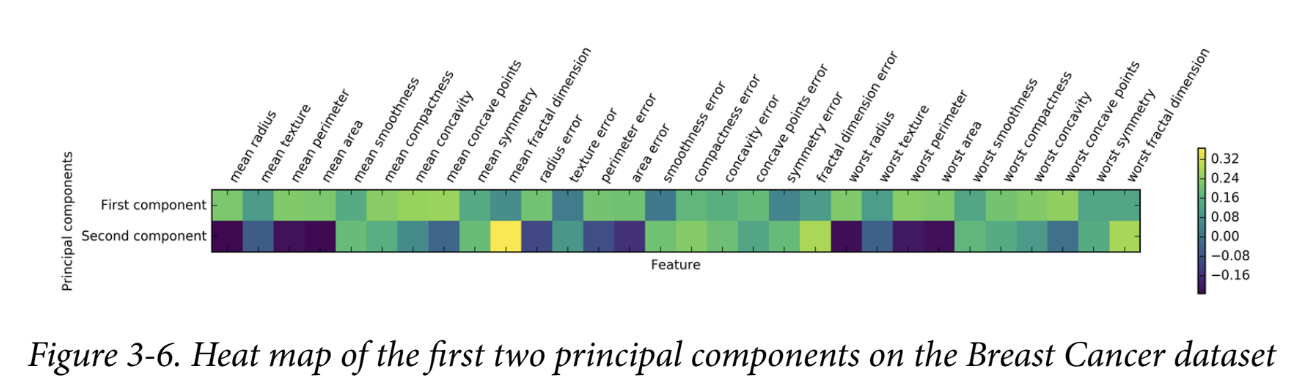 mean radius
mean texture
mean perimeter
mean area
mean smoothness
mean compactness
mean concavity
mean concave points
mean symmetry
mean fractal dimension
radius error
texture error
perimeter error
area error
smoothness error
compactness error
concavity error
concave points error
symmetry error
fractal dimension error
worst radius
worst texture
worst perimeter
worst area
worst smoothness
worst compactness
worst concavity
worst concave points
worst symmetry
worst fractal dimension
Principal components
First component
Second component
Feature
0.32
0.24
0.16
0.08
0.00
−0.08
−0.16
Figure 3-6. Heat map of the first two principal components on the Breast Cancer dataset